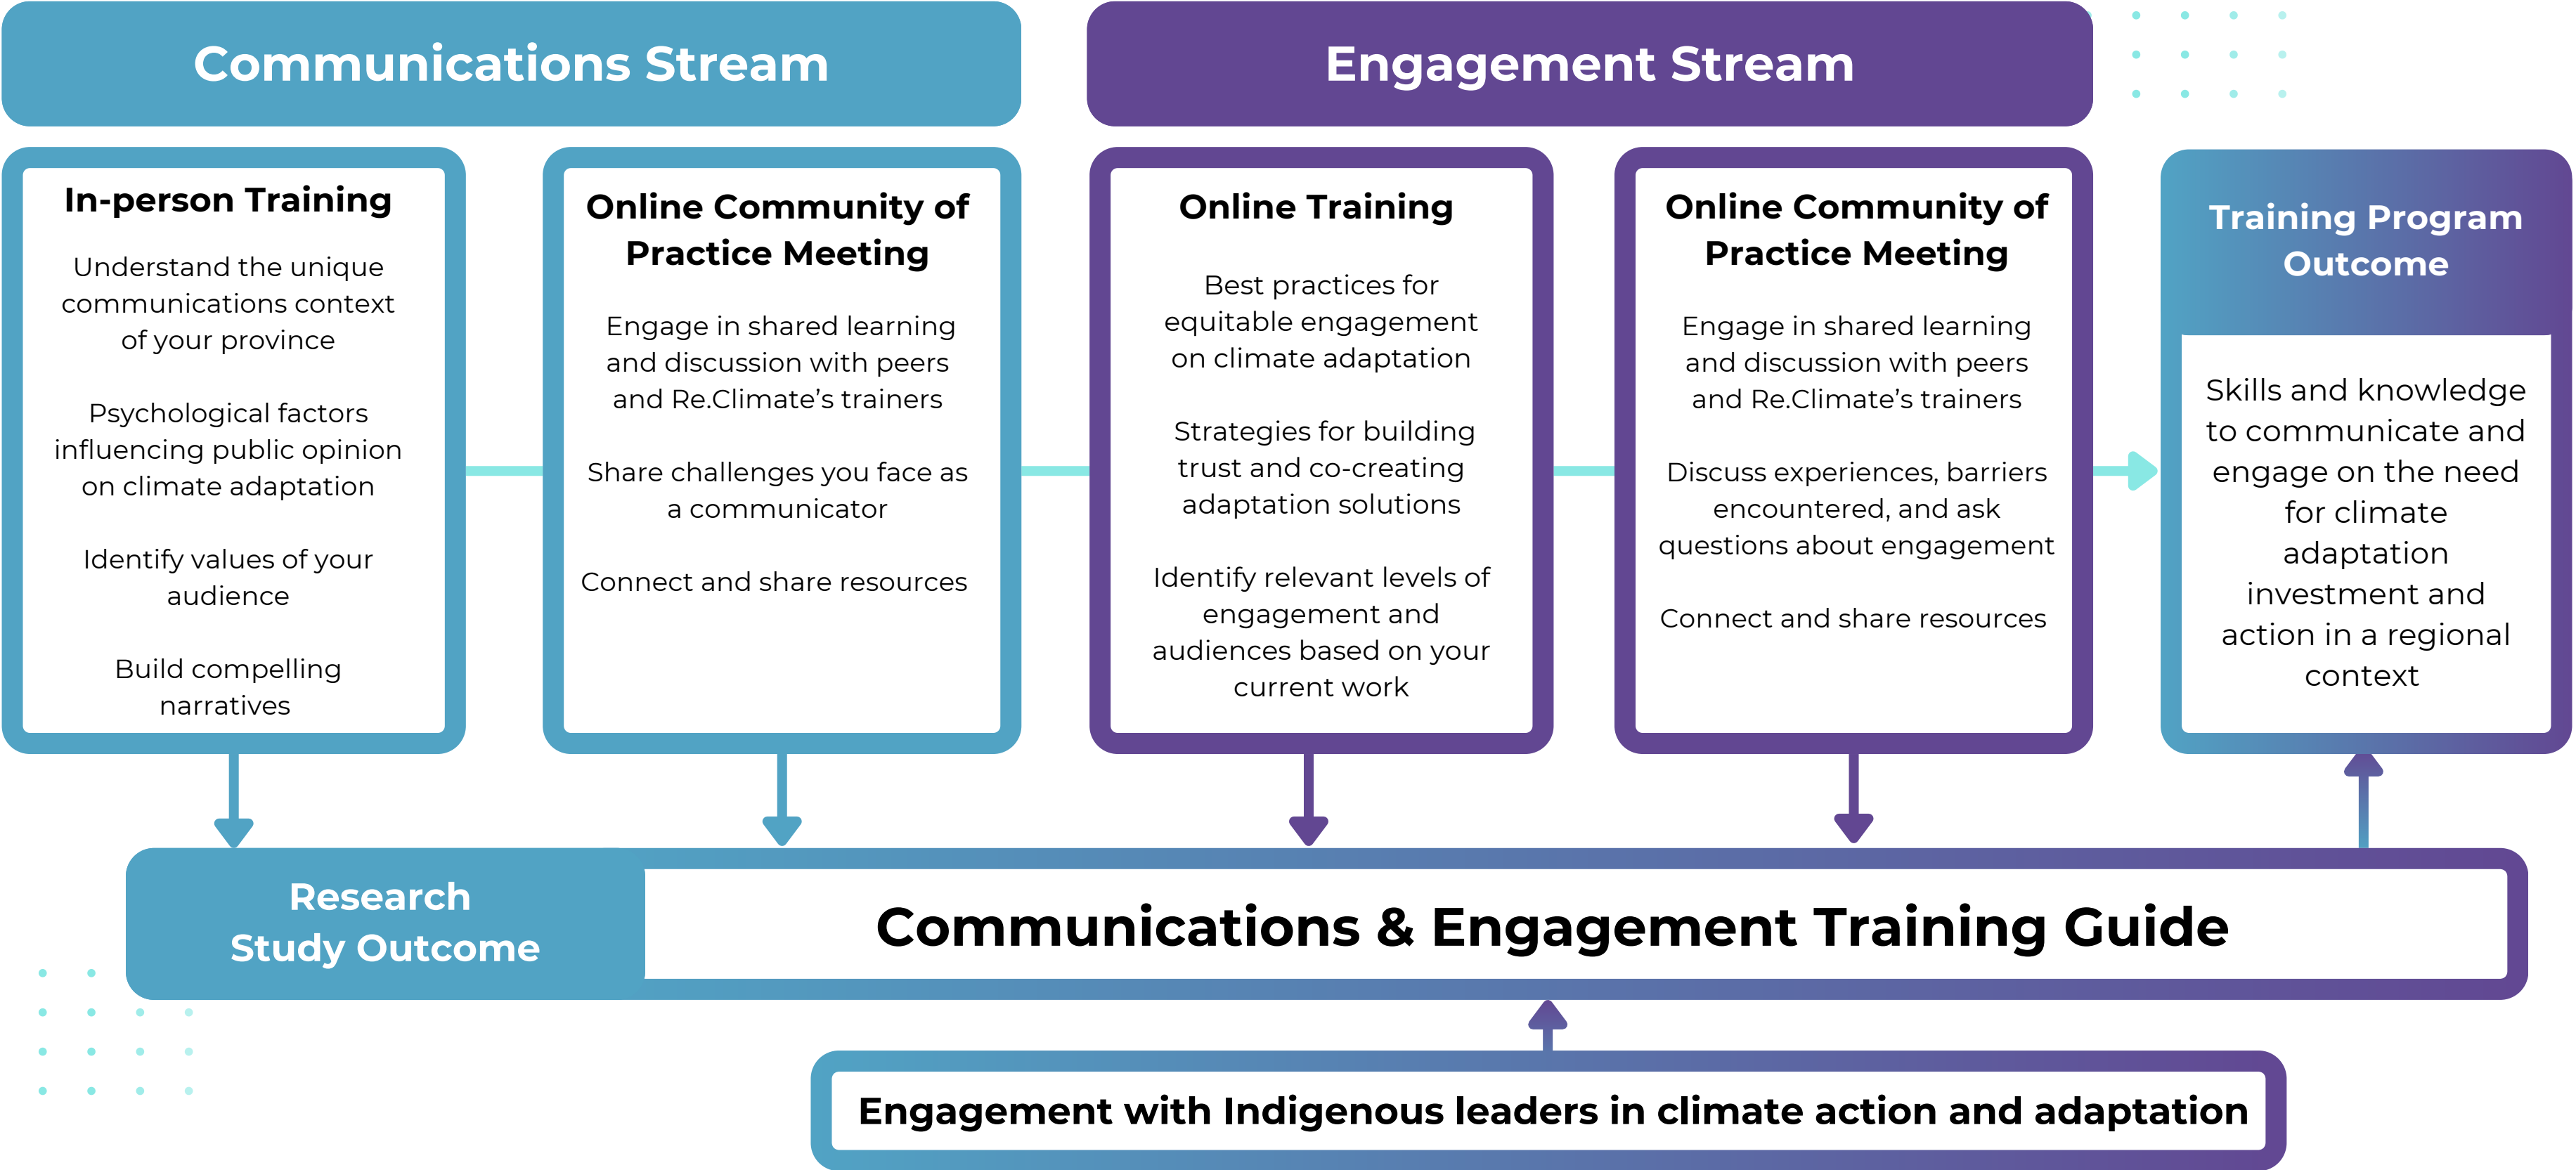 Communications Stream
Engagement Stream
In-person Training
Understand the unique
communications context
of your province
Psychological factors
influencing public opinion
on climate adaptation
Identify values of your
audience
Build compelling
narratives
Online Community of
Practice Meeting
Engage in shared learning
and discussion with peers
and Re.Climate’s trainers
Share challenges you face as
a communicator
Connect and share resources
Online Training
Best practices for
equitable engagement
on climate adaptation
Strategies for building
trust and co-creating
adaptation solutions
Identify relevant levels of
engagement and
audiences based on your
current work
Online Community of
Practice Meeting
Engage in shared learning
and discussion with peers
and Re.Climate’s trainers
Discuss experiences, barriers
encountered, and ask
questions about engagement
Connect and share resources
Training Program
Outcome
Skills and knowledge
to communicate and
engage on the need
for climate
adaptation
investment and
action in a regional
context
Research
Study Outcome
Communications & Engagement Training Guide
Engagement with Indigenous leaders in climate action and adaptation